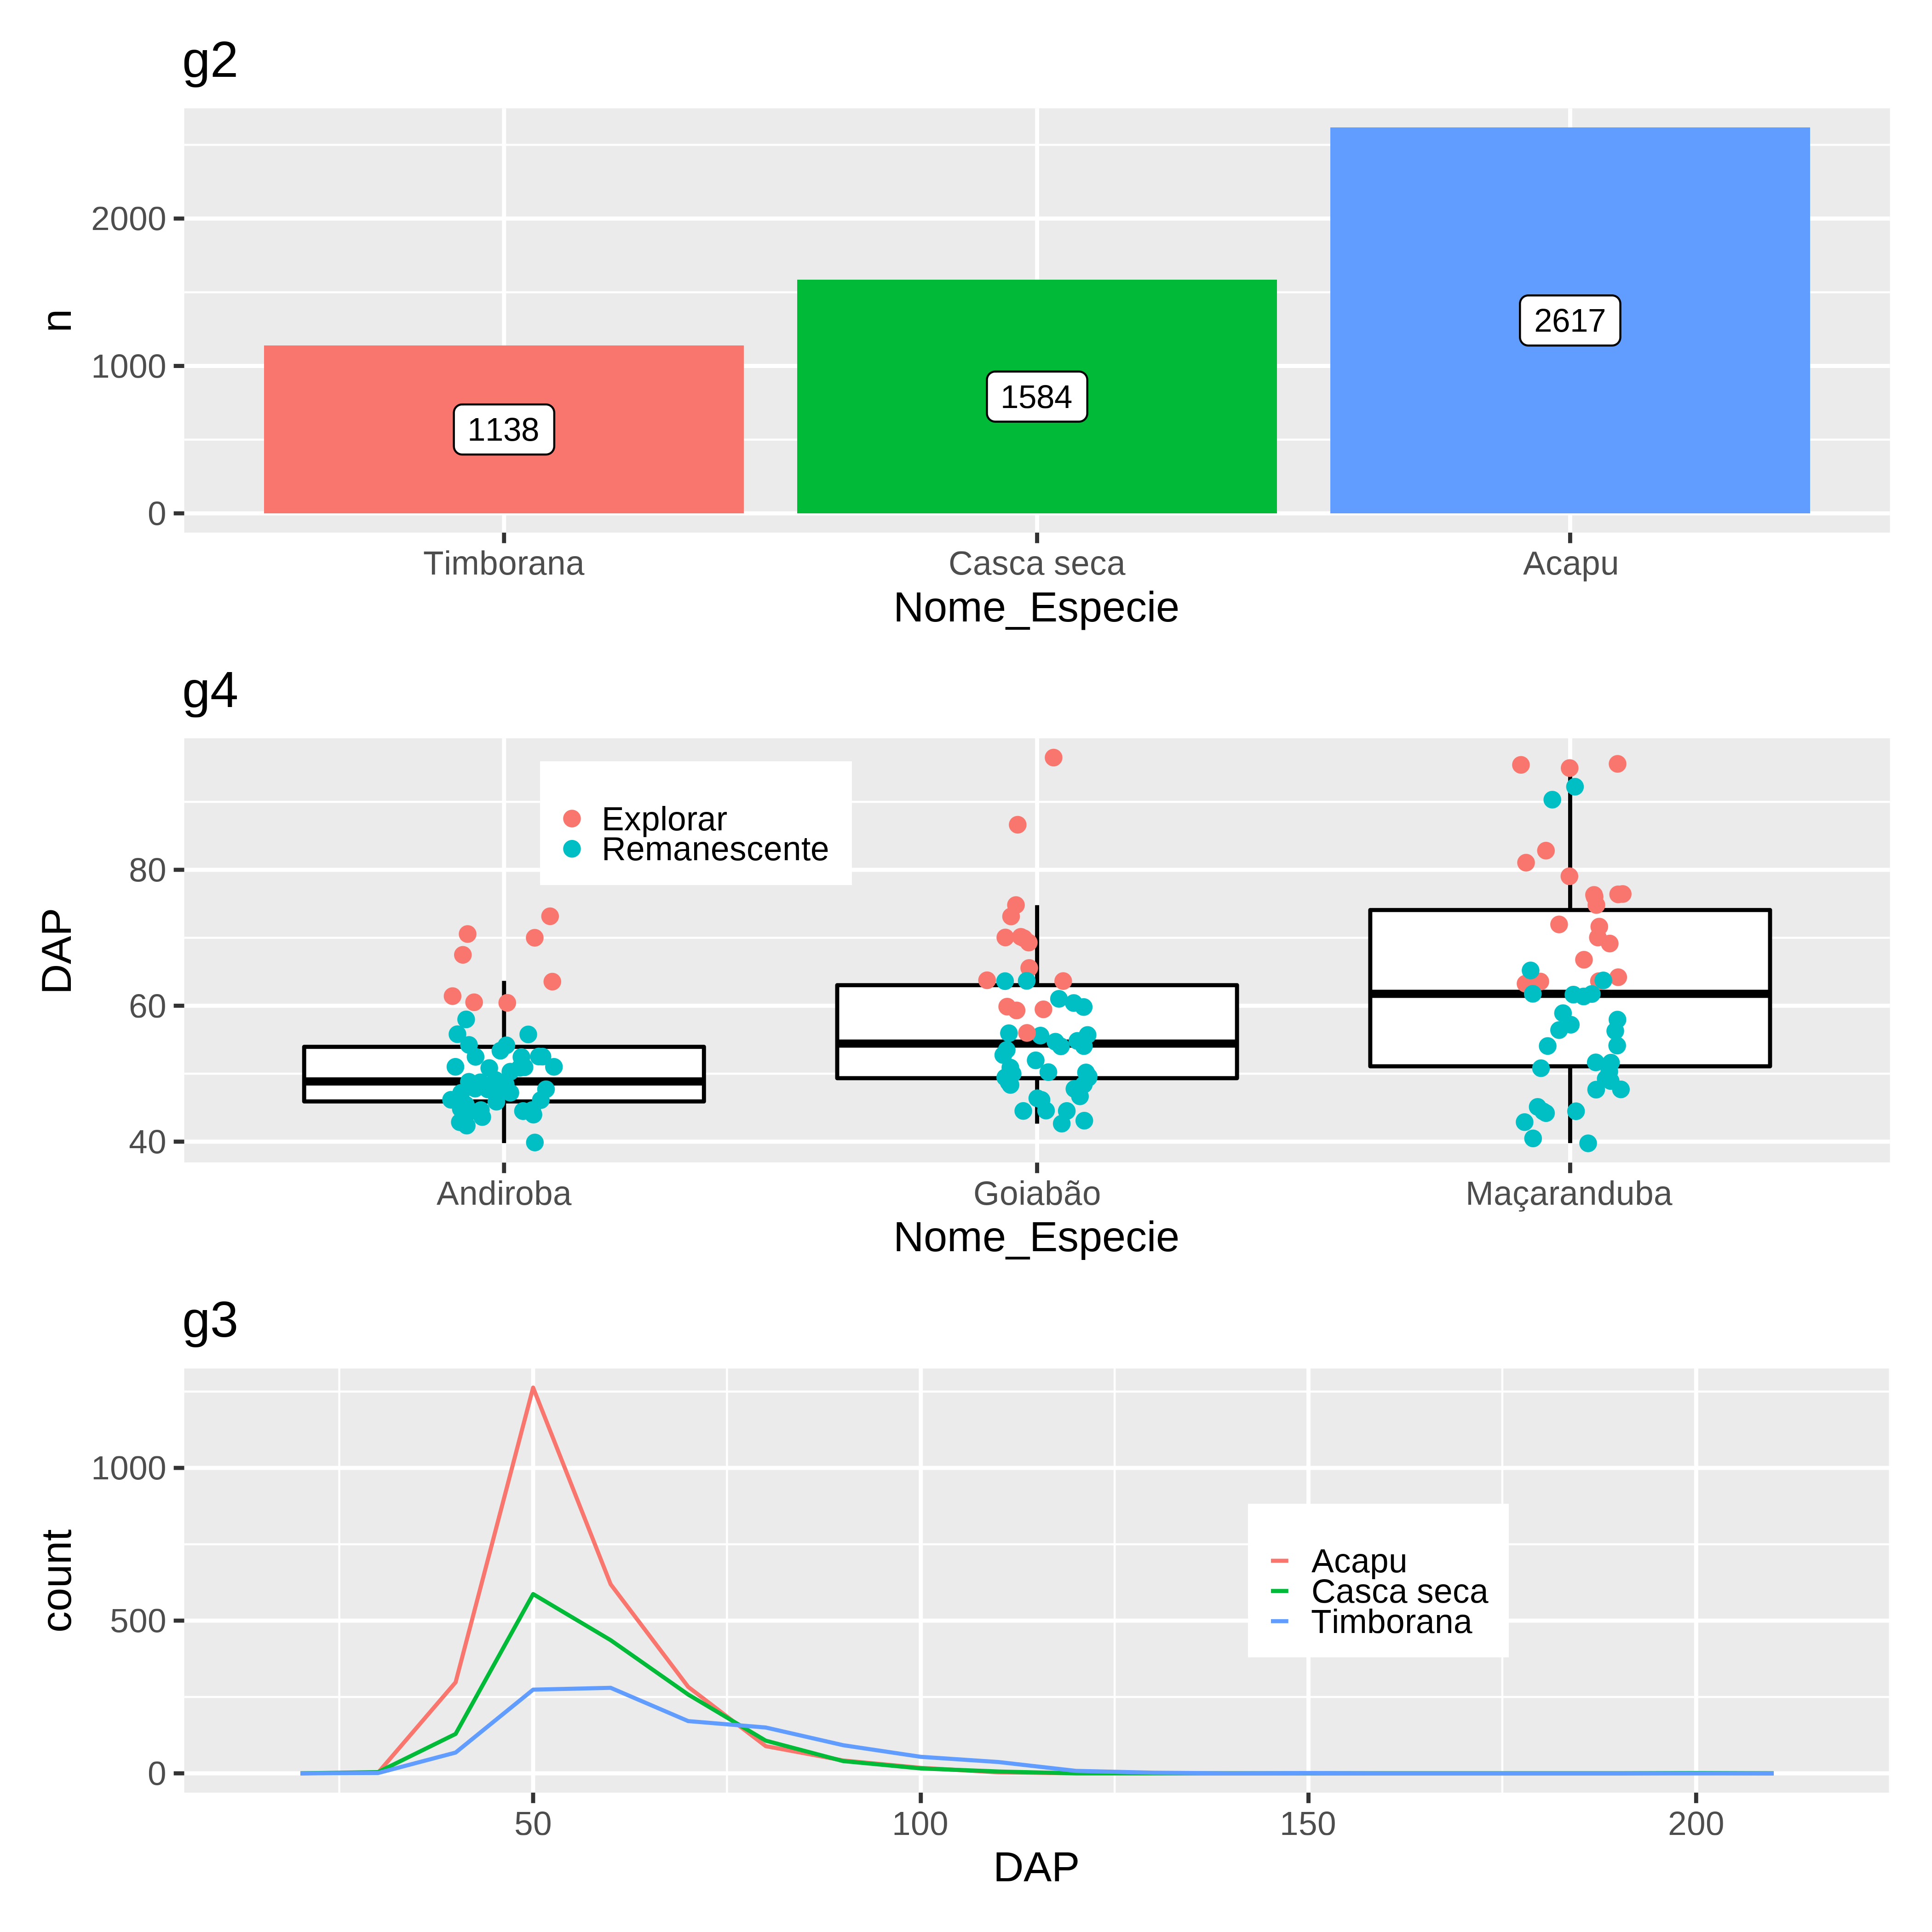 g2
n
2000
1000
0
1138
1584
2617
Timborana
Casca seca
Acapu
Nome_Especie
g4
DAP
80
60
40
Explorar
Remanescente
Andiroba
Goiabão
Maçaranduba
Nome_Especie
g3
count
1000
500
0
Acapu
Casca seca
Timborana
50
100
150
200
DAP